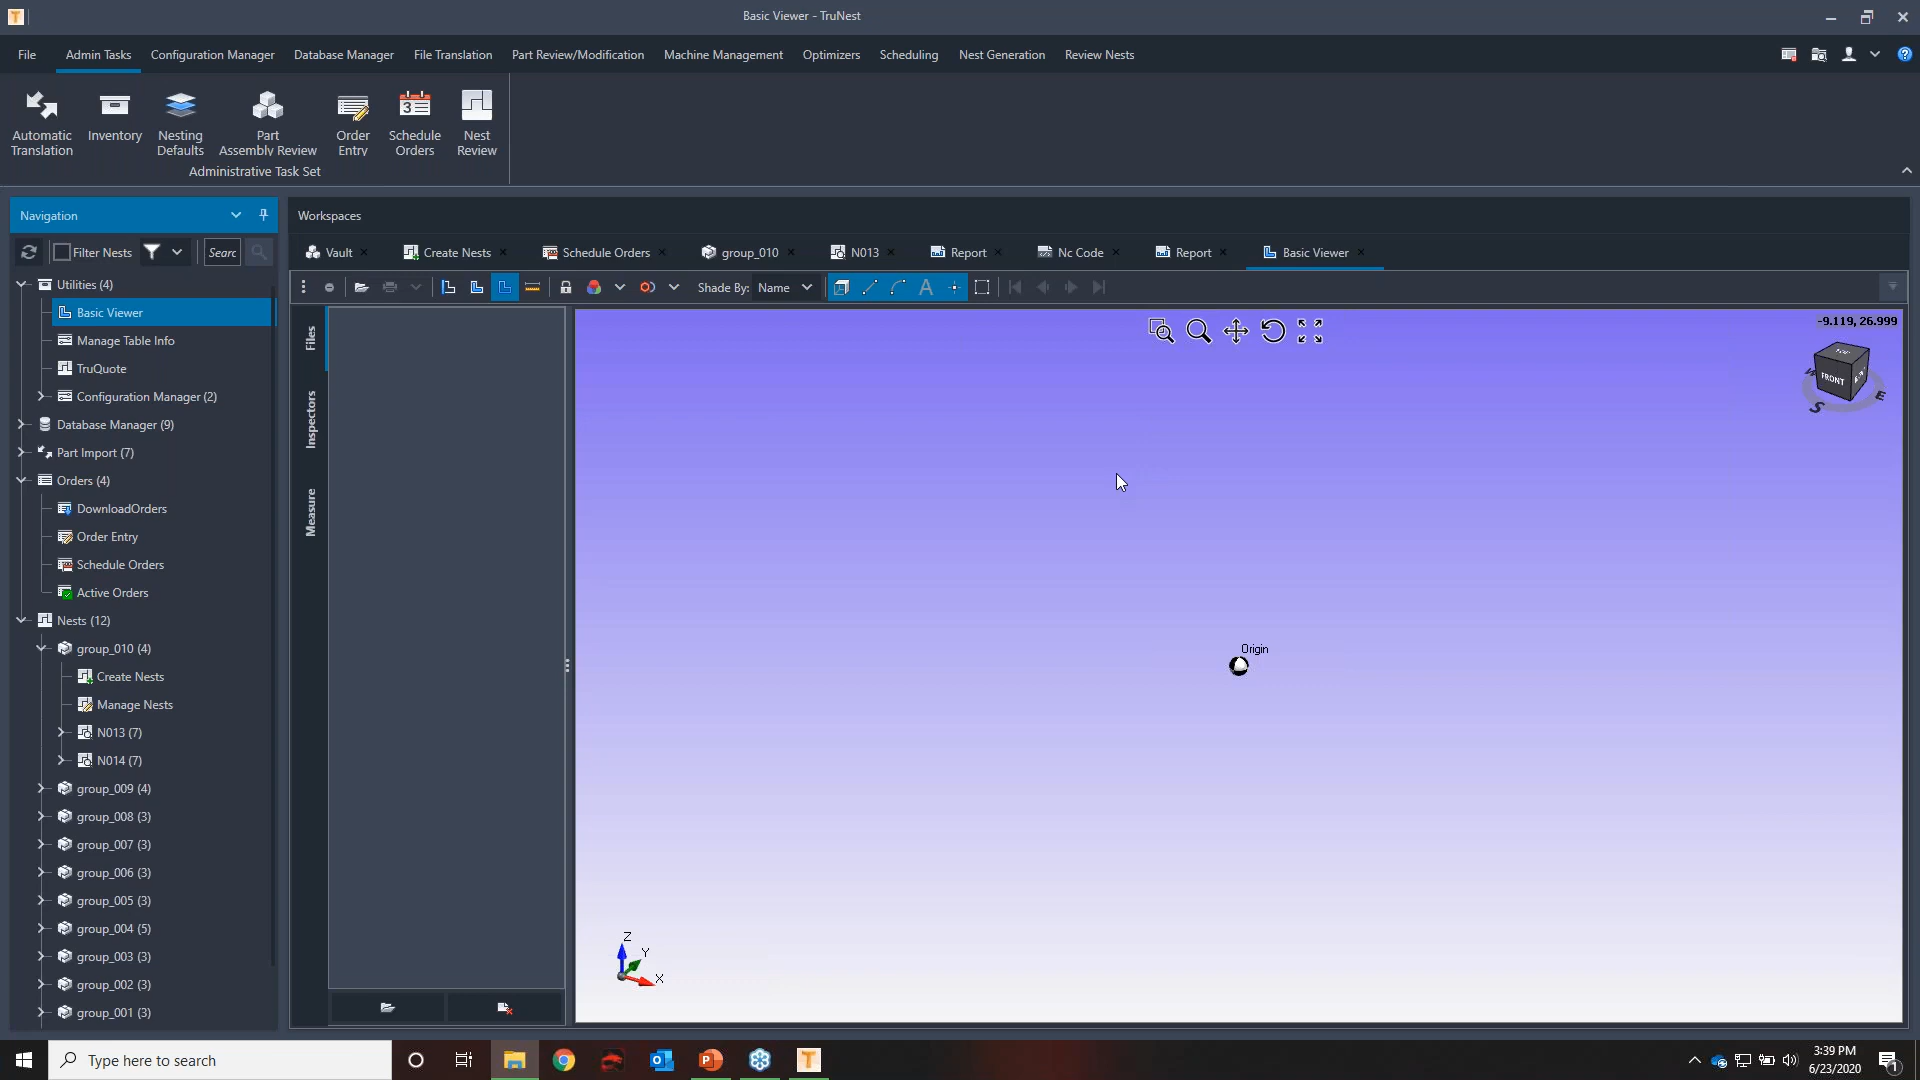 Basic Viewer - TruNest
File
Admin Tasks
Configuration Manager
Database Manager
File Translation
Part Review/Modification
Machine Management
Optimizers
Scheduling
Nest Generation
Review Nests
Automatic Translation
Inventory
Nesting Defaults
Part Assembly Review
Order Entry
Schedule Orders
Nest Review
Administrative Task Set
Navigation
Workspaces
Filter Nests
Searc
Vault
Create Nests
Schedule Orders
group_010
N013
Report
Nc Code
Report
Basic Viewer
Shade By:
Name
Utilities (4)
Basic Viewer
Manage Table Info
TruQuote
Configuration Manager (2)
Database Manager (9)
Part Import (7)
Orders (4)
DownloadOrders
Order Entry
Schedule Orders
Active Orders
Nests (12)
group_010 (4)
Create Nests
Manage Nests
N013 (7)
N014 (7)
group_009 (4)
group_008 (3)
group_007 (3)
group_006 (3)
group_005 (3)
group_004 (5)
group_003 (3)
group_002 (3)
group_001 (3)
Files
Inspectors
Measure
-9.119, 26.999
FRONT
S
E
Origin
Z
Y
X
Type here to search
3:39 PM
6/23/2020
1